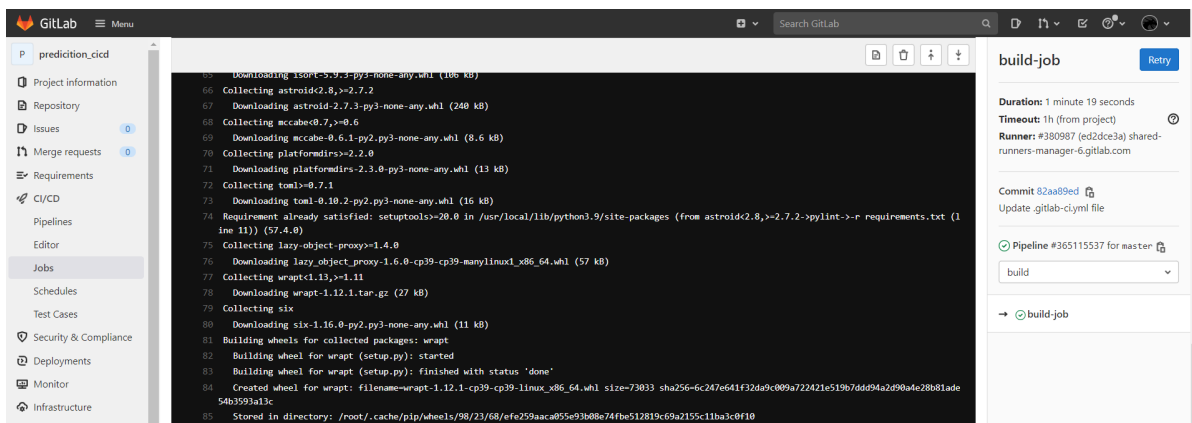 GitLab
Menu
Search GitLab
P predicition_cicd
Project information
Repository
Issues 0
Merge requests 0
Requirements
CI/CD
Pipelines
Editor
Jobs
Schedules
Test Cases
Security & Compliance
Deployments
Monitor
Infrastructure
65 Downloading isort-5.9.3-py3-none-any.whl (106 kB)
66 Collecting astroid<2.8,>=2.7.2
67 Downloading astroid-2.7.3-py3-none-any.whl (240 kB)
68 Collecting mccabe<0.7,>=0.6
69 Downloading mccabe-0.6.1-py2.py3-none-any.whl (8.6 kB)
70 Collecting platformdirs>=2.2.0
71 Downloading platformdirs-2.3.0-py3-none-any.whl (13 kB)
72 Collecting toml>=0.7.1
73 Downloading toml-0.10.2-py2.py3-none-any.whl (16 kB)
74 Requirement already satisfied: setuptools>=20.0 in /usr/local/lib/python3.9/site-packages (from astroid<2.8,>=2.7.2->pylint->-r requirements.txt (l
ine 11)) (57.4.0)
75 Collecting lazy-object-proxy>=1.4.0
76 Downloading lazy_object_proxy-1.6.0-cp39-cp39-manylinux1_x86_64.whl (57 kB)
77 Collecting wrapt<1.13,>=1.11
78 Downloading wrapt-1.12.1.tar.gz (27 kB)
79 Collecting six
80 Downloading six-1.16.0-py2.py3-none-any.whl (11 kB)
81 Building wheels for collected packages: wrapt
82 Building wheel for wrapt (setup.py): started
83 Building wheel for wrapt (setup.py): finished with status 'done'
84 Created wheel for wrapt: filename=wrapt-1.12.1-cp39-cp39-linux_x86_64.whl size=73033 sha256=6c247e641f32da9c009a722421e519b7ddd94a2d90a4e28b81ade
54b3593a13c
85 Stored in directory: /root/.cache/pip/wheels/98/23/68/efe259aaca055e93b08e74fbe512819c69a2155c11ba3c0f10
build-job
Retry
Duration: 1 minute 19 seconds
Timeout: 1h (from project)
Runner: #380987 (ed2dce3a) shared-
runners-manager-6.gitlab.com
Commit 82aa89ed
Update .gitlab-ci.yml file
Pipeline #365115537 for master
build
→ build-job